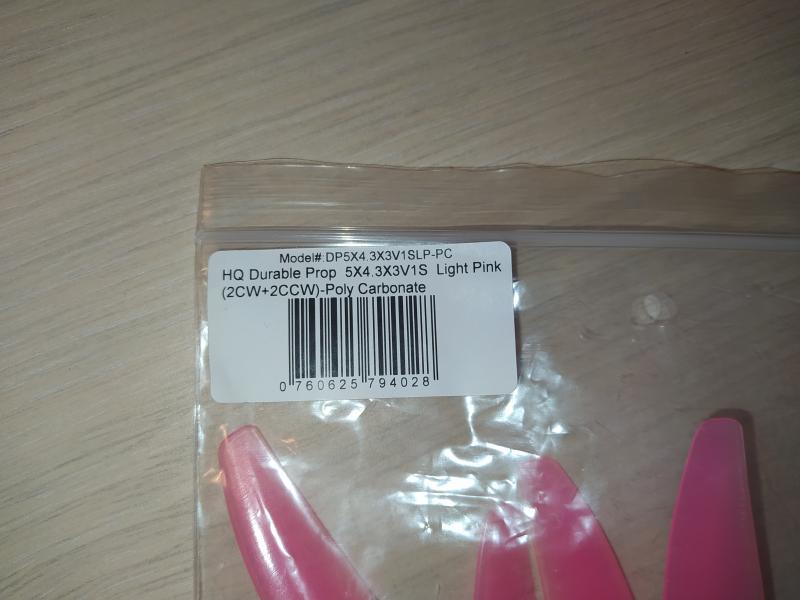 Model#:DP5X4.3X3V1SLP-PC
HQ Durable Prop 5X4.3X3V1S Light Pink
(2CW+2CCW)-Poly Carbonate
0 760625 794028